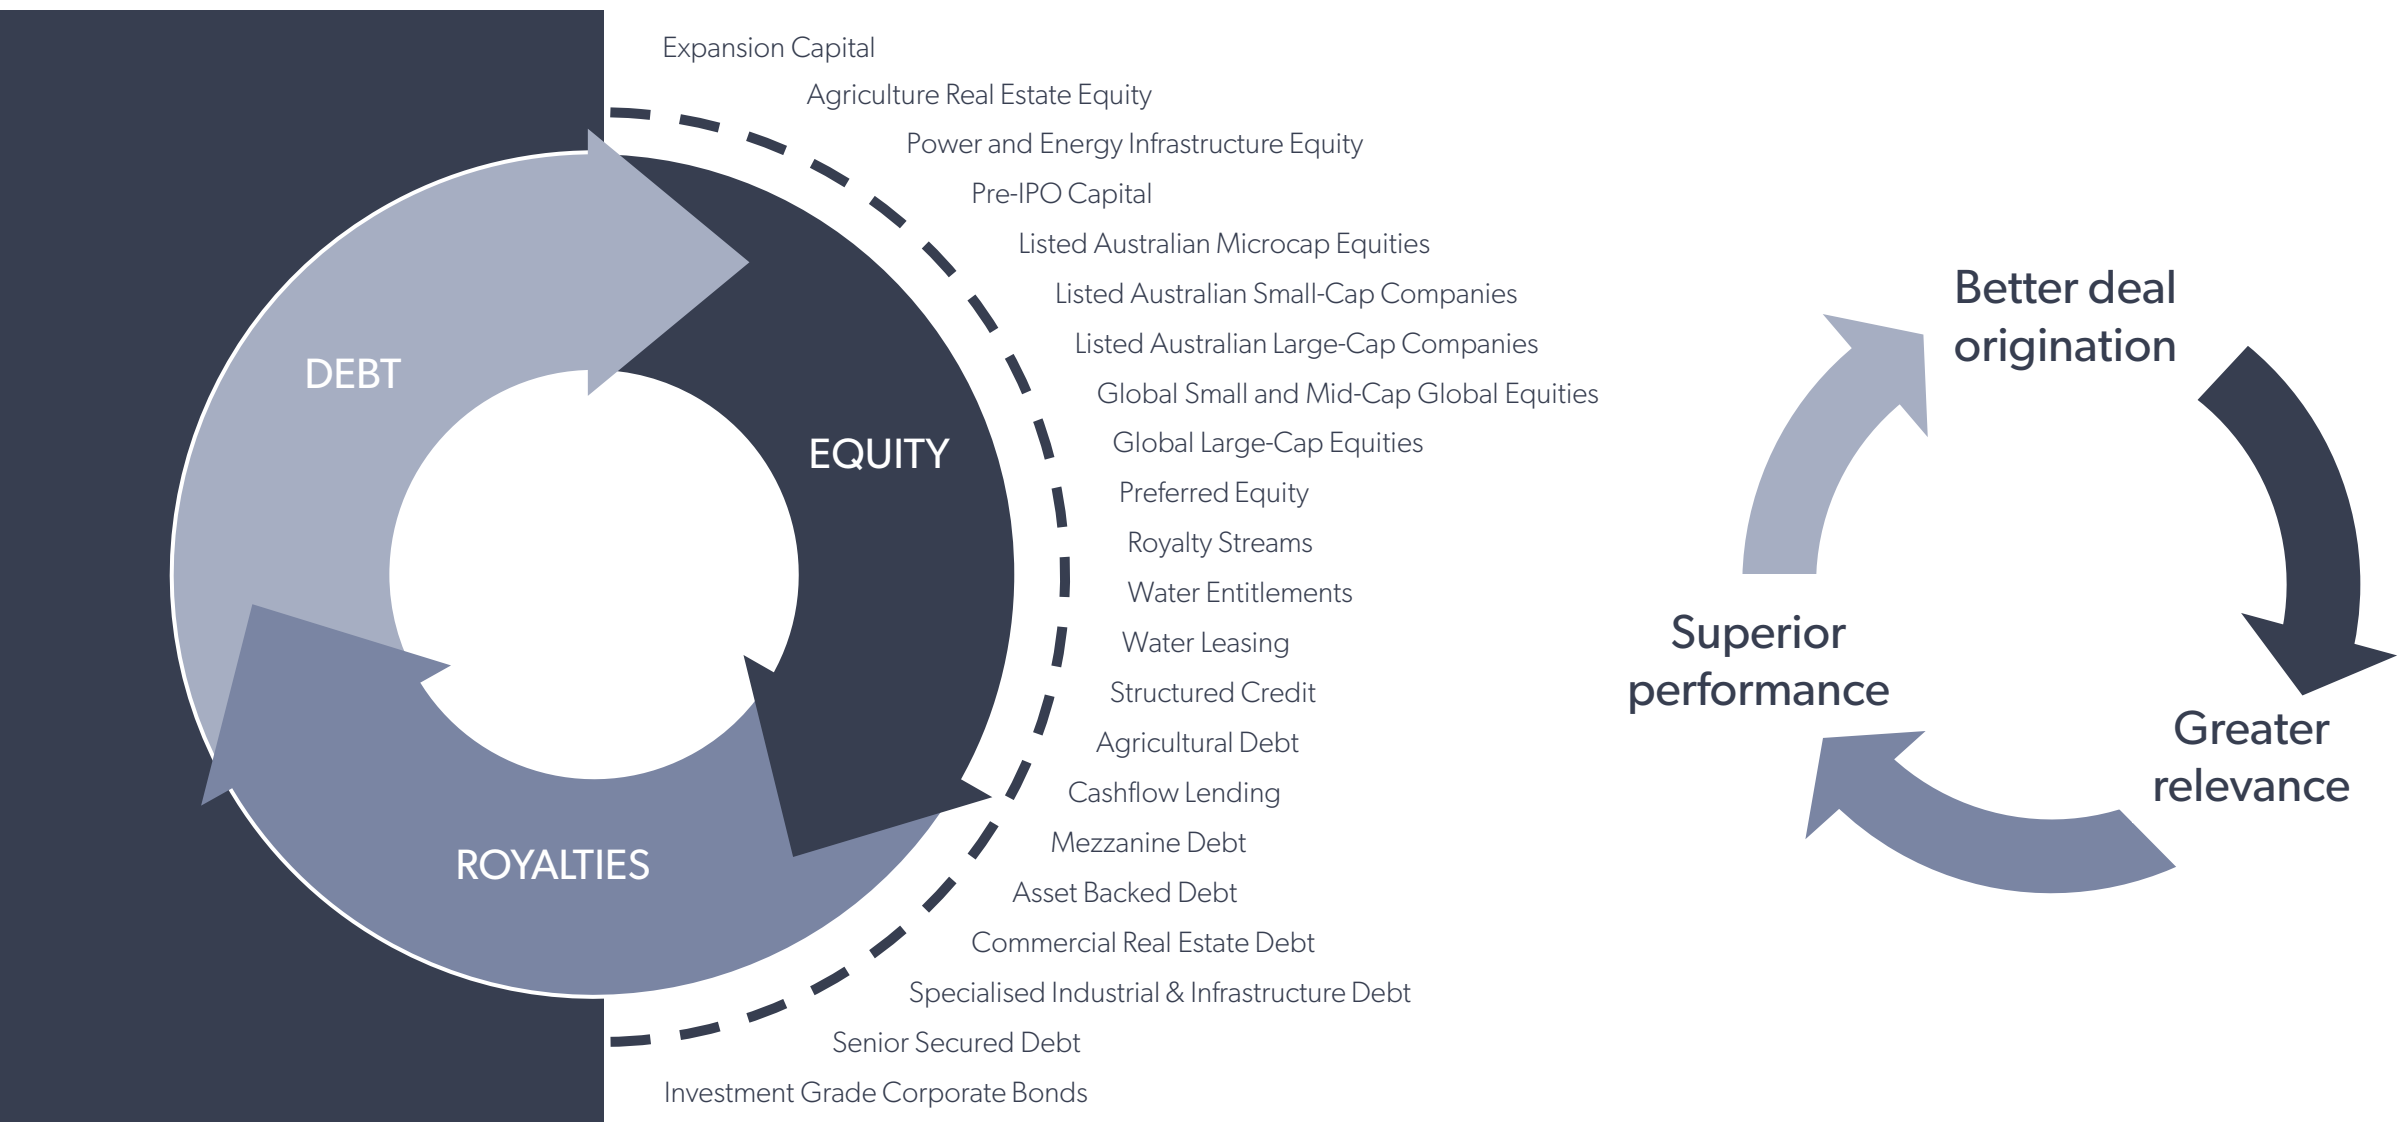 DEBT
EQUITY
ROYALTIES
Expansion Capital
Agriculture Real Estate Equity
Power and Energy Infrastructure Equity
Pre-IPO Capital
Listed Australian Microcap Equities
Listed Australian Small-Cap Companies
Listed Australian Large-Cap Companies
Global Small and Mid-Cap Global Equities
Global Large-Cap Equities
Preferred Equity
Royalty Streams
Water Entitlements
Water Leasing
Structured Credit
Agricultural Debt
Cashflow Lending
Mezzanine Debt
Asset Backed Debt
Commercial Real Estate Debt
Specialised Industrial & Infrastructure Debt
Senior Secured Debt
Investment Grade Corporate Bonds
Better deal
origination
Greater
relevance
Superior
performance